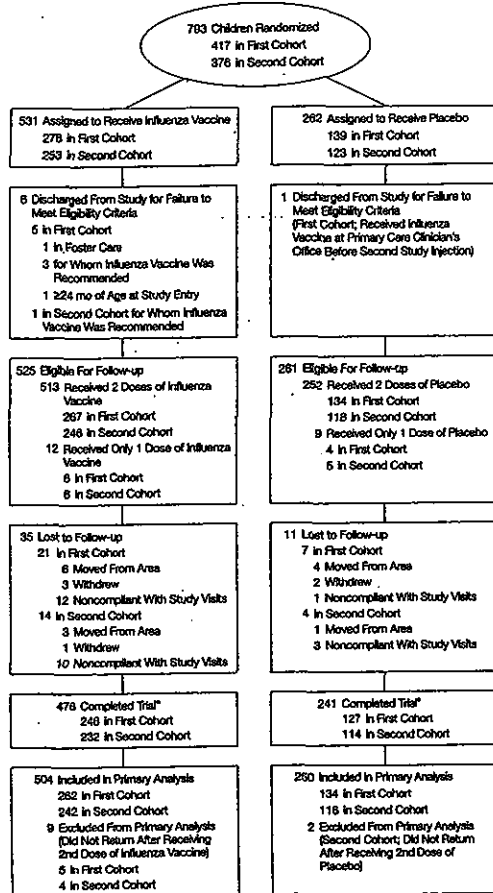 793 Children Randomized
417 in First Cohort
376 in Second Cohort
531 Assigned to Receive Influenza Vaccine
278 in First Cohort
253 in Second Cohort
262 Assigned to Receive Placebo
139 in First Cohort
123 in Second Cohort
6 Discharged From Study for Failure to
Meet Eligibility Criteria
5 in First Cohort
1 in Foster Care
3 for Whom Influenza Vaccine Was
Recommended
1 ≥24 mo of Age at Study Entry
1 in Second Cohort for Whom Influenza
Vaccine Was Recommended
1 Discharged From Study for Failure to
Meet Eligibility Criteria
(First Cohort; Received Influenza
Vaccine at Primary Care Clinician's
Office Before Second Study Injection)
525 Eligible For Follow-up
513 Received 2 Doses of Influenza
Vaccine
267 in First Cohort
246 in Second Cohort
12 Received Only 1 Dose of Influenza
Vaccine
6 in First Cohort
6 in Second Cohort
261 Eligible For Follow-up
252 Received 2 Doses of Placebo
134 in First Cohort
118 in Second Cohort
9 Received Only 1 Dose of Placebo
4 in First Cohort
5 in Second Cohort
35 Lost to Follow-up
21 in First Cohort
6 Moved From Area
3 Withdrew
12 Noncompliant With Study Visits
14 in Second Cohort
3 Moved From Area
1 Withdrew
10 Noncompliant With Study Visits
11 Lost to Follow-up
7 in First Cohort
4 Moved From Area
2 Withdrew
1 Noncompliant With Study Visits
4 in Second Cohort
1 Moved From Area
3 Noncompliant With Study Visits
478 Completed Trial*
246 in First Cohort
232 in Second Cohort
241 Completed Trial*
127 in First Cohort
114 in Second Cohort
504 Included in Primary Analysis
262 in First Cohort
242 in Second Cohort
9 Excluded From Primary Analysis
(Did Not Return After Receiving
2nd Dose of Influenza Vaccine)
5 in First Cohort
4 in Second Cohort
250 Included in Primary Analysis
134 in First Cohort
116 in Second Cohort
2 Excluded From Primary Analysis
(Second Cohort; Did Not Return
After Receiving 2nd Dose of
Placebo)